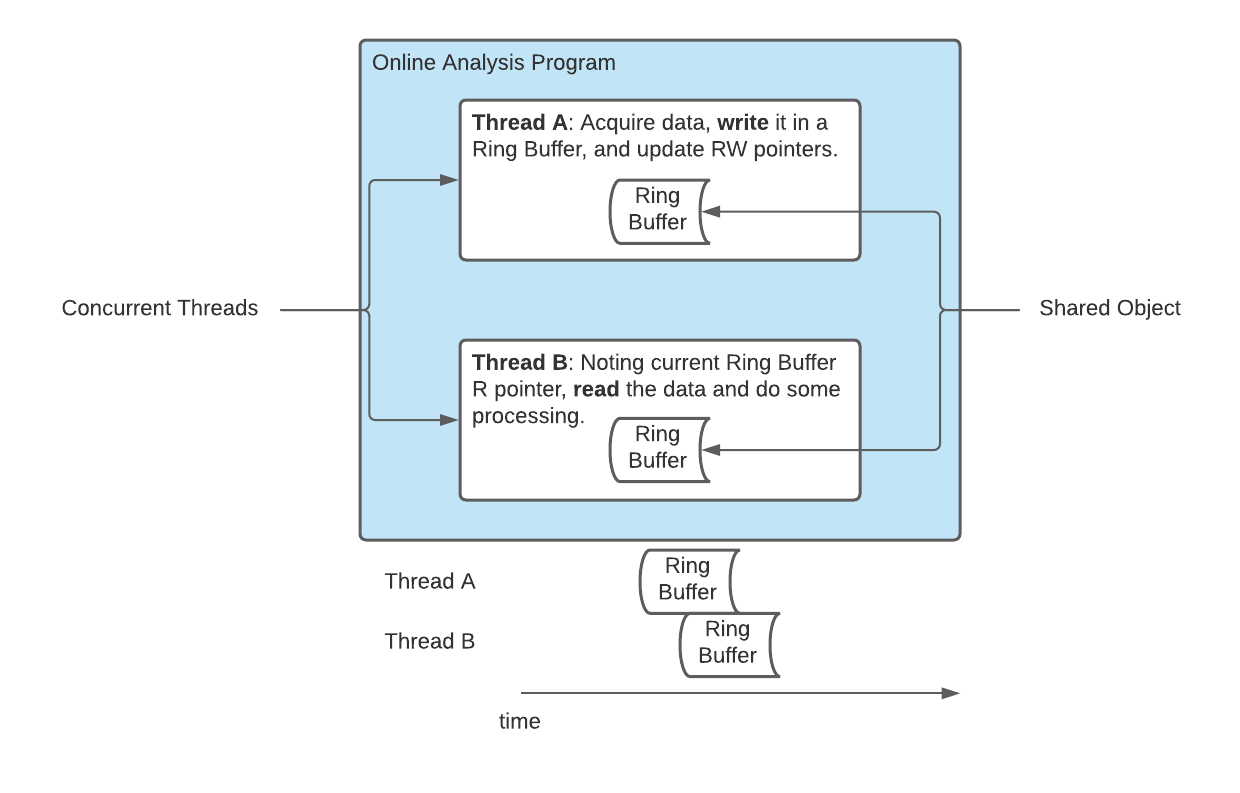 Online Analysis Program
Thread A: Acquire data, write it in a
Ring Buffer, and update RW pointers.
Ring
Buffer
Concurrent Threads
Shared Object
Thread B: Noting current Ring Buffer
R pointer, read the data and do some
processing.
Ring
Buffer
Thread A
Ring
Buffer
Thread B
Ring
Buffer
time